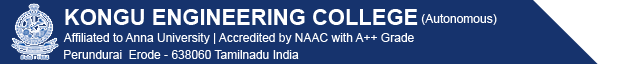 KONGU ENGINEERING COLLEGE (Autonomous)
Affiliated to Anna University | Accredited by NAAC with A++ Grade
Perundurai Erode - 638060 Tamilnadu India